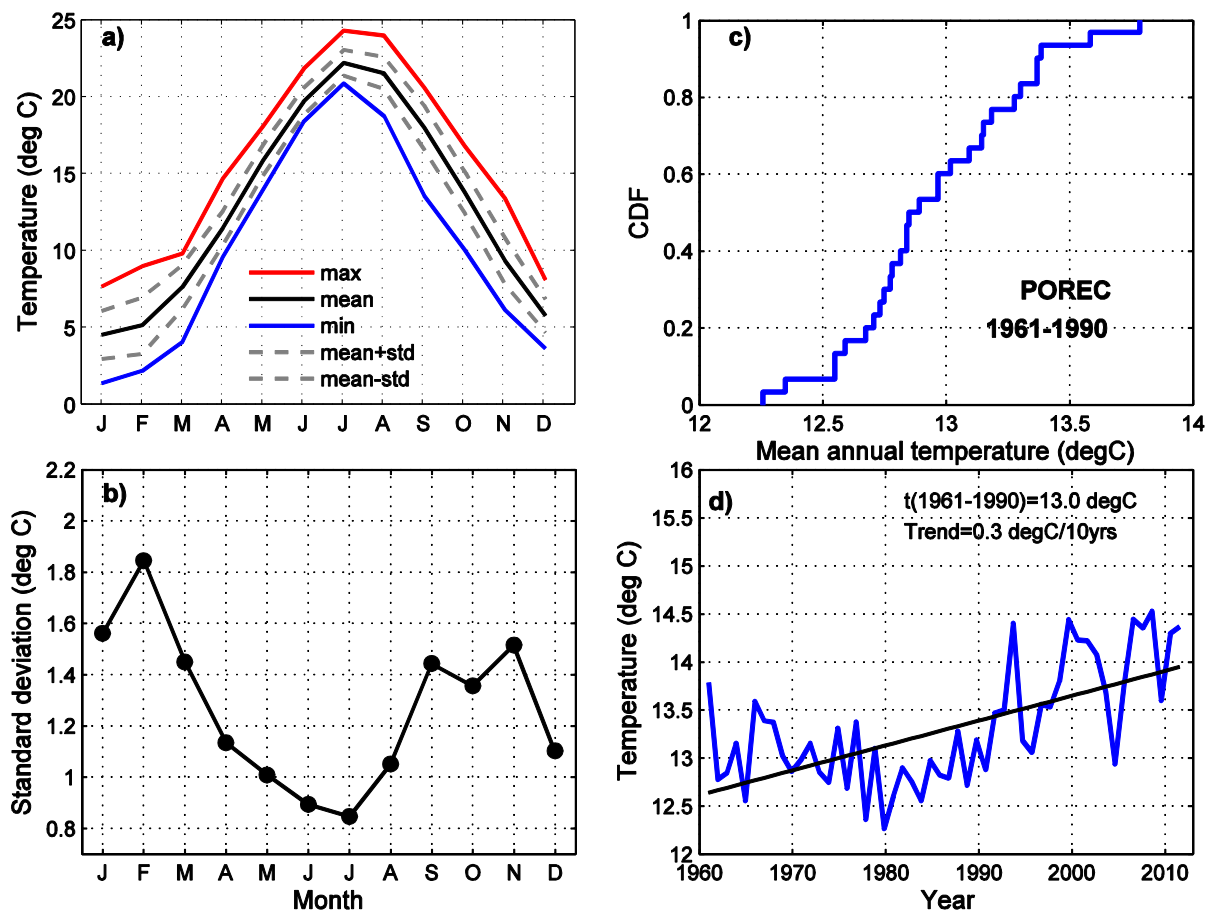 a)
25
20
15
10
5
0
Temperature (deg C)
max
mean
min
mean+std
mean-std
J F M A M J J A S O N D
c)
1
0.8
0.6
0.4
0.2
0
CDF
POREC
1961-1990
12 12.5 13 13.5 14
Mean annual temperature (degC)
b)
2.2
2
1.8
1.6
1.4
1.2
1
0.8
Standard deviation (deg C)
J F M A M J J A S O N D
Month
d)
t(1961-1990)=13.0 degC
Trend=0.3 degC/10yrs
16
15.5
15
14.5
14
13.5
13
12.5
12
Temperature (deg C)
1960 1970 1980 1990 2000 2010
Year